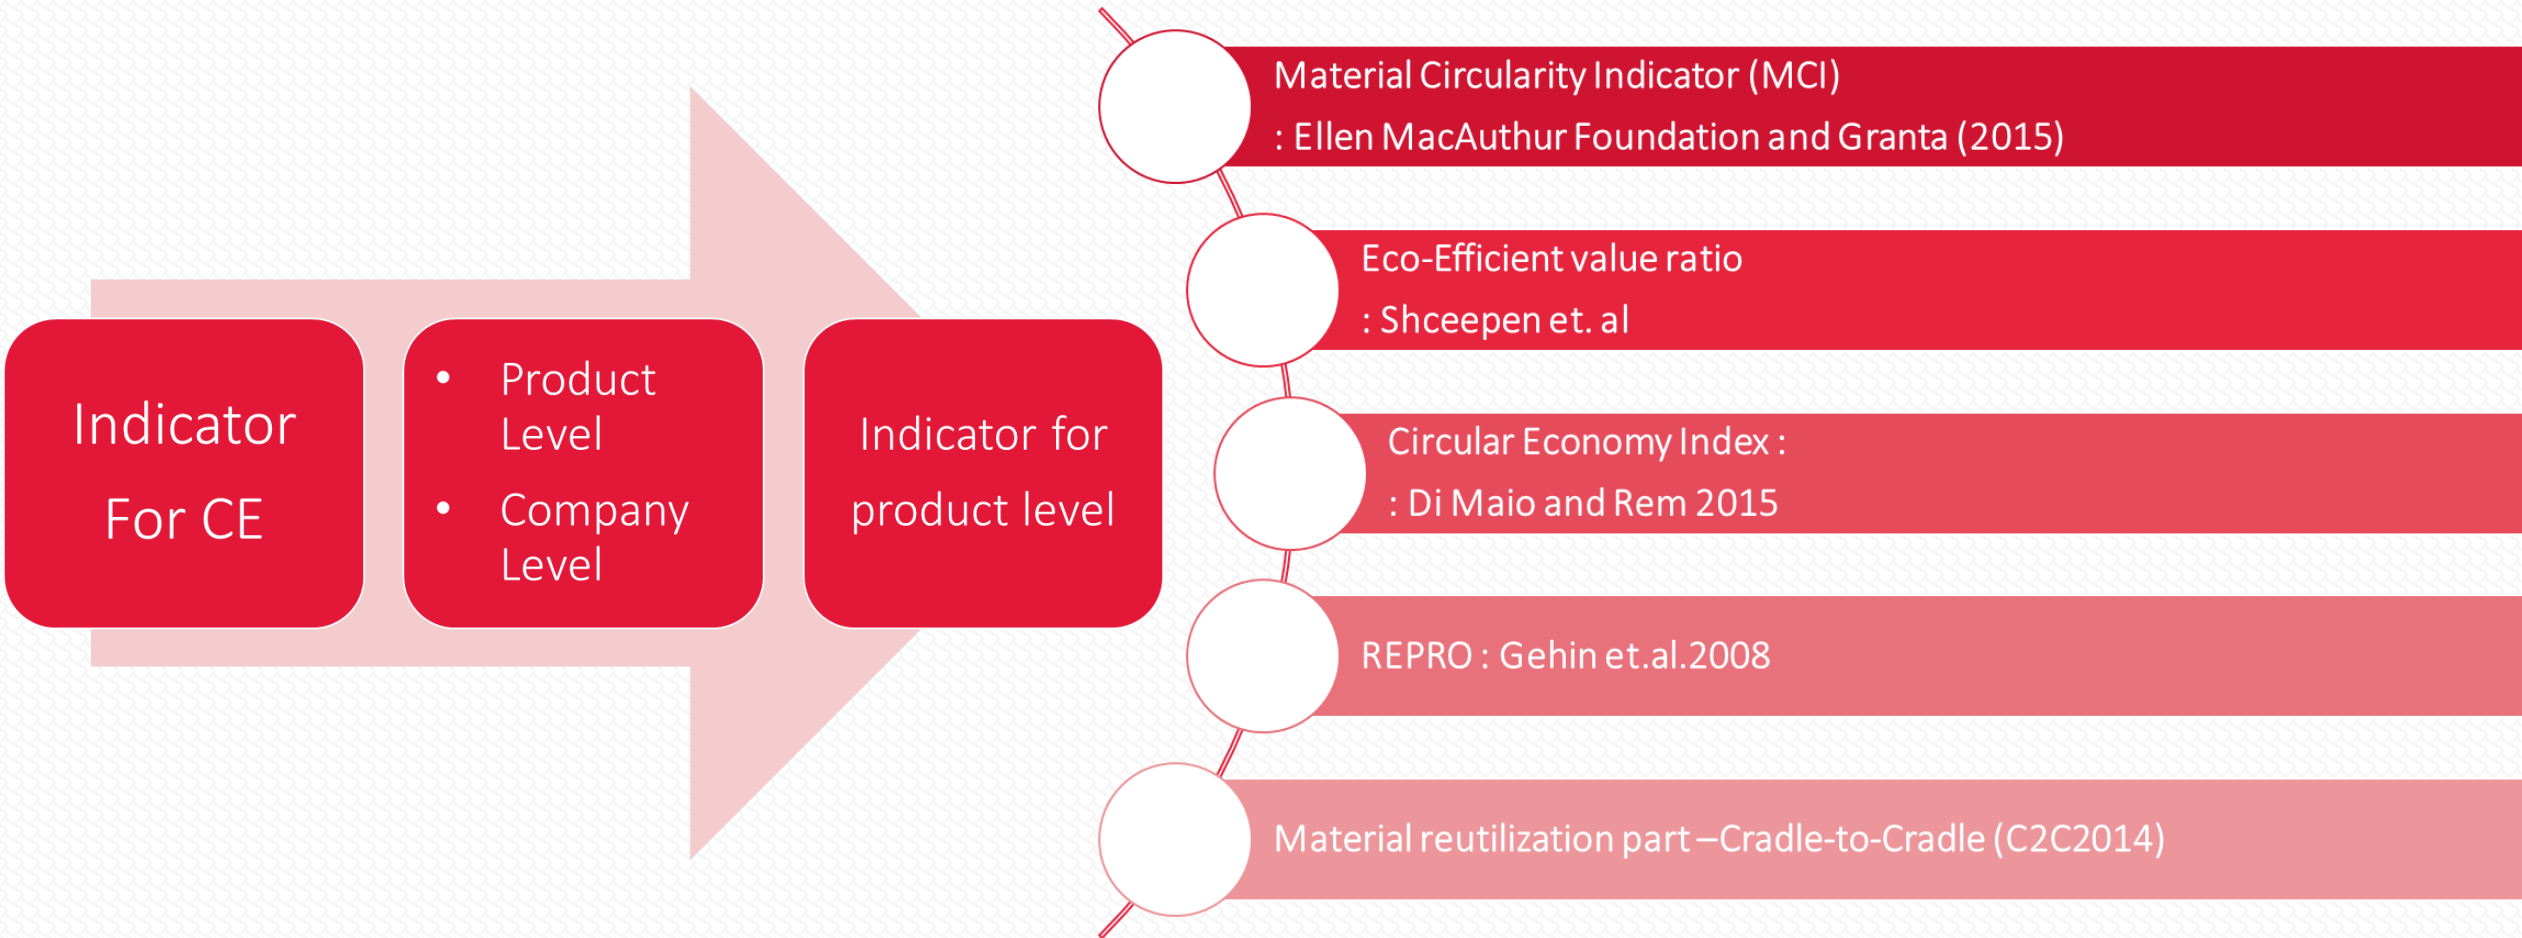 Indicator
For CE
• Product
Level
• Company
Level
Indicator for
product level
Material Circularity Indicator (MCI)
: Ellen MacAuthur Foundation and Granta (2015)
Eco-Efficient value ratio
: Shceepen et. al
Circular Economy Index :
: Di Maio and Rem 2015
REPRO : Gehin et.al.2008
Material reutilization part –Cradle-to-Cradle (C2C2014)